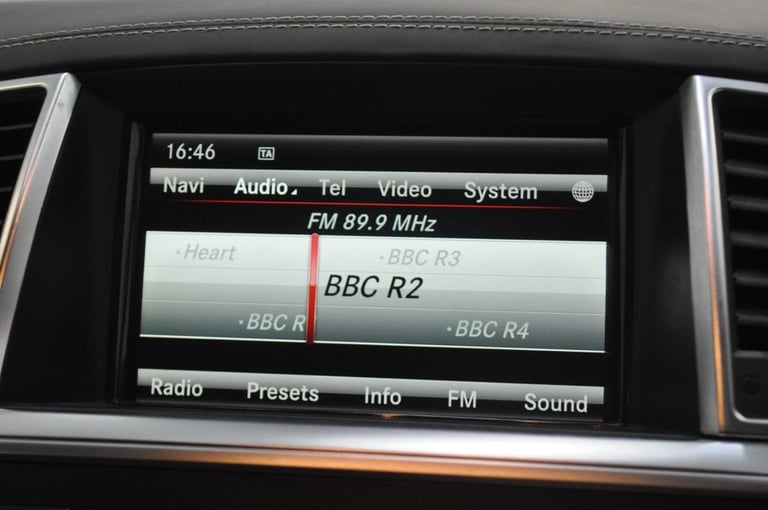 16:46 TA
Navi Audio Tel Video System
FM 89.9 MHz
·Heart ·BBC R3
BBC R2
·BBC R ·BBC R4
Radio Presets Info FM Sound